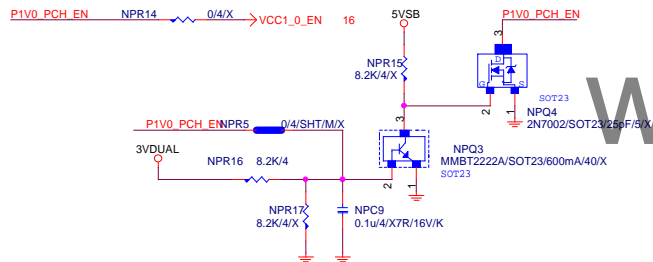 P1V0_PCH_EN NPR14 0/4/X VCC1_0_EN 16
5VSB
P1V0_PCH_EN
NPR15
8.2K/4/X
3
D
G S
SOT23
2 1
NPQ4
2N7002/SOT23/25pF/5/X
W
P1V0_PCH_EN NPR5 0/4/SHT/M/X
3VDUAL
NPR16 8.2K/4
3
NPQ3
MMBT2222A/SOT23/600mA/40/X
SOT23
2 1
NPR17
8.2K/4/X
NPC9
0.1u/4/X7R/16V/K